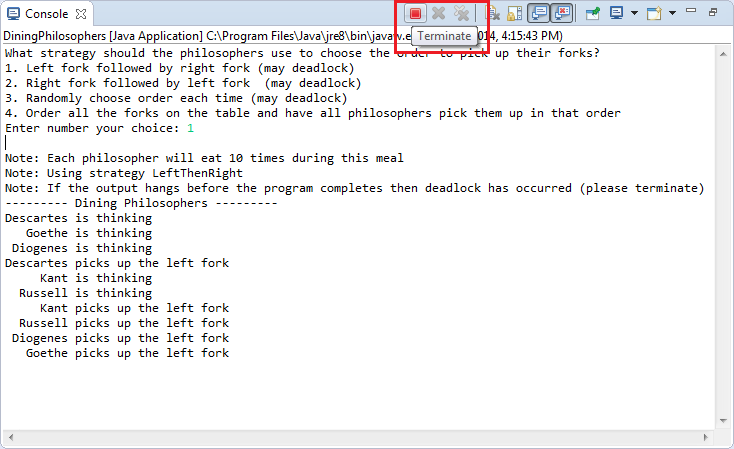 Console
DiningPhilosophers [Java Application] C:\Program Files\Java\jre8\bin\javaw.e 014, 4:15:43 PM)
Terminate
What strategy should the philosophers use to choose the order to pick up their forks?
1. Left fork followed by right fork (may deadlock)
2. Right fork followed by left fork  (may deadlock)
3. Randomly choose order each time (may deadlock)
4. Order all the forks on the table and have all philosophers pick them up in that order
Enter number your choice: 1
Note: Each philosopher will eat 10 times during this meal
Note: Using strategy LeftThenRight
Note: If the output hangs before the program completes then deadlock has occurred (please terminate)
--------- Dining Philosophers ---------
Descartes is thinking
Goethe is thinking
Diogenes is thinking
Descartes picks up the left fork
Kant is thinking
Russell is thinking
Kant picks up the left fork
Russell picks up the left fork
Diogenes picks up the left fork
Goethe picks up the left fork